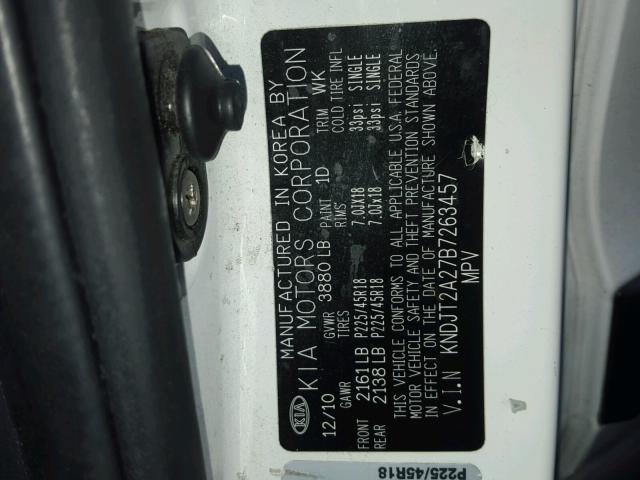 MANUFACTURED IN KOREA BY
KIA KIA MOTORS CORPORATION
12/10 GVWR 3880 LB PAINT 1D TRIM WK
GAWR TIRES RIMS COLD TIRE INFL
FRONT 2161 LB P225/45R18 7.0JX18 33psi SINGLE
REAR 2138 LB P225/45R18 7.0JX18 33psi SINGLE
THIS VEHICLE CONFORMS TO ALL APPLICABLE U.S.A. FEDERAL
MOTOR VEHICLE SAFETY AND THEFT PREVENTION STANDARDS
IN EFFECT ON THE DATE OF MANUFACTURE SHOWN ABOVE.
V.I.N KNDJT2A27B7263457
MPV
P225/45R18